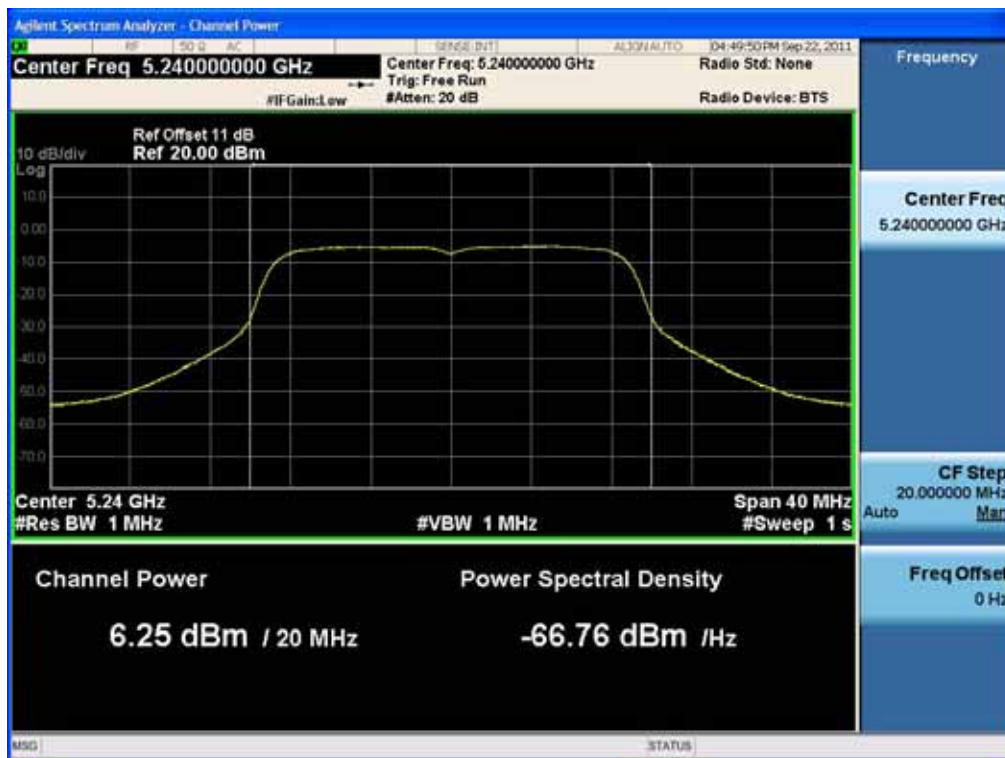 Agilent Spectrum Analyzer - Channel Power
RF 50 Ω AC SENSE:INT ALIGN AUTO 04:49:50 PM Sep 22, 2011
Center Freq 5.240000000 GHz
Center Freq: 5.240000000 GHz
Radio Std: None
Trig: Free Run
#IFGain:Low
#Atten: 20 dB
Radio Device: BTS
Ref Offset 11 dB
10 dB/div Ref 20.00 dBm
Log
10.0
0.00
-10.0
-20.0
-30.0
-40.0
-50.0
-60.0
-70.0
Center 5.24 GHz
Span 40 MHz
#Res BW 1 MHz
#VBW 1 MHz
#Sweep 1 s
Channel Power
Power Spectral Density
6.25 dBm / 20 MHz
-66.76 dBm /Hz
Frequency
Center Freq
5.240000000 GHz
CF Step
20.000000 MHz
Auto Man
Freq Offset
0 Hz
MSG
STATUS